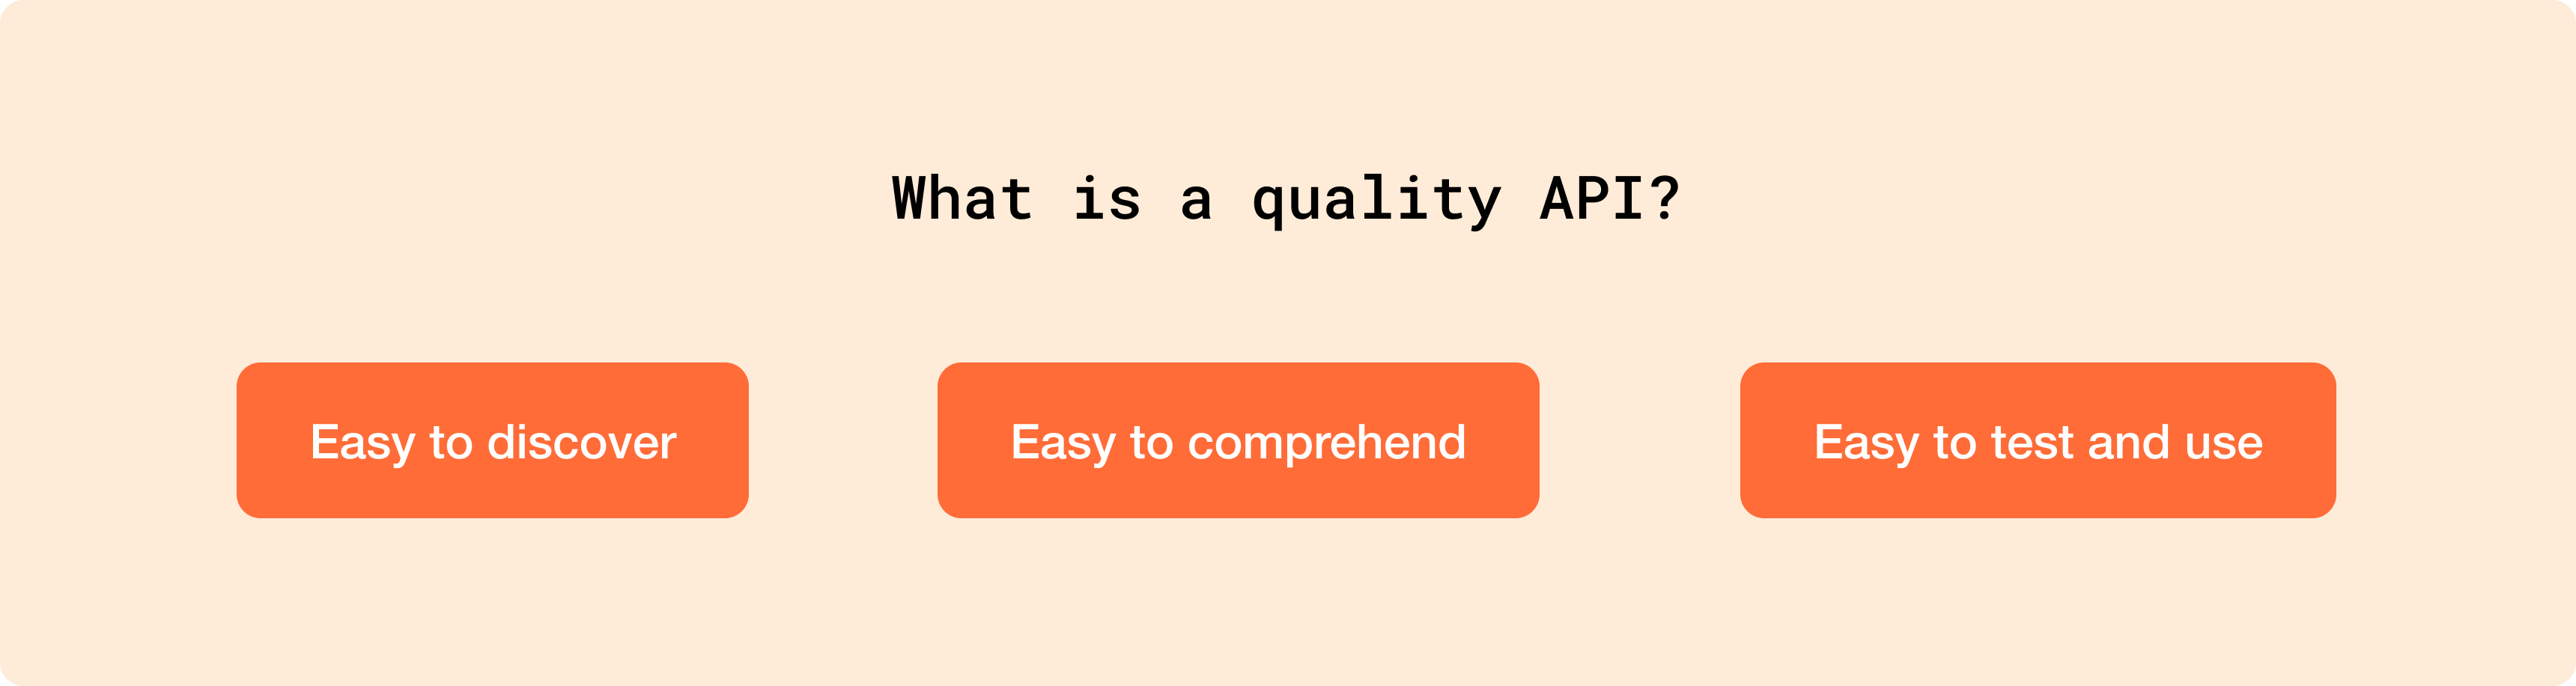 What is a quality API?
Easy to discover
Easy to comprehend
Easy to test and use